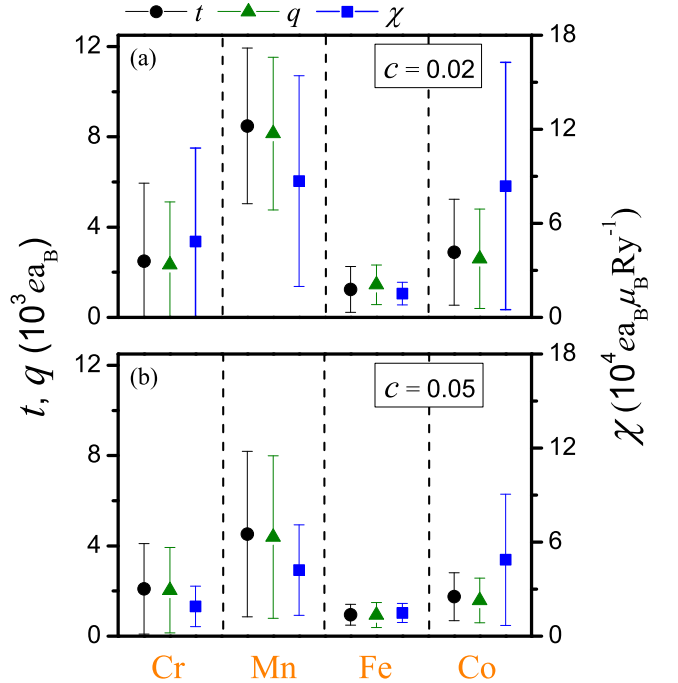 t q χ
(a) c = 0.02
12
8
4
0
18
12
6
0
t, q (10³ea_B)
χ (10⁴ea_Bμ_BRy⁻¹)
(b) c = 0.05
12
8
4
0
18
12
6
0
Cr Mn Fe Co